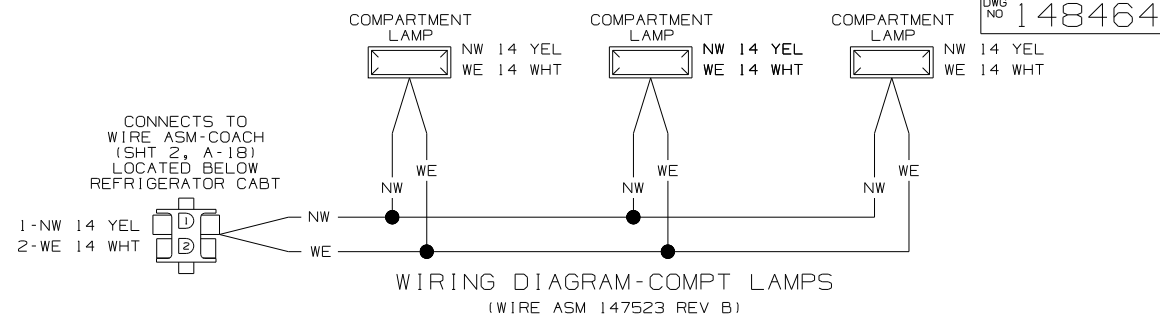 DWG NO 148464
COMPARTMENT LAMP
NW 14 YEL
WE 14 WHT
COMPARTMENT LAMP
NW 14 YEL
WE 14 WHT
COMPARTMENT LAMP
NW 14 YEL
WE 14 WHT
CONNECTS TO
WIRE ASM-COACH
(SHT 2, A-18)
LOCATED BELOW
REFRIGERATOR CABT
1-NW 14 YEL
2-WE 14 WHT
1
2
NW
WE
NW
WE
NW
WE
NW
WE
WIRING DIAGRAM-COMPT LAMPS
(WIRE ASM 147523 REV B)